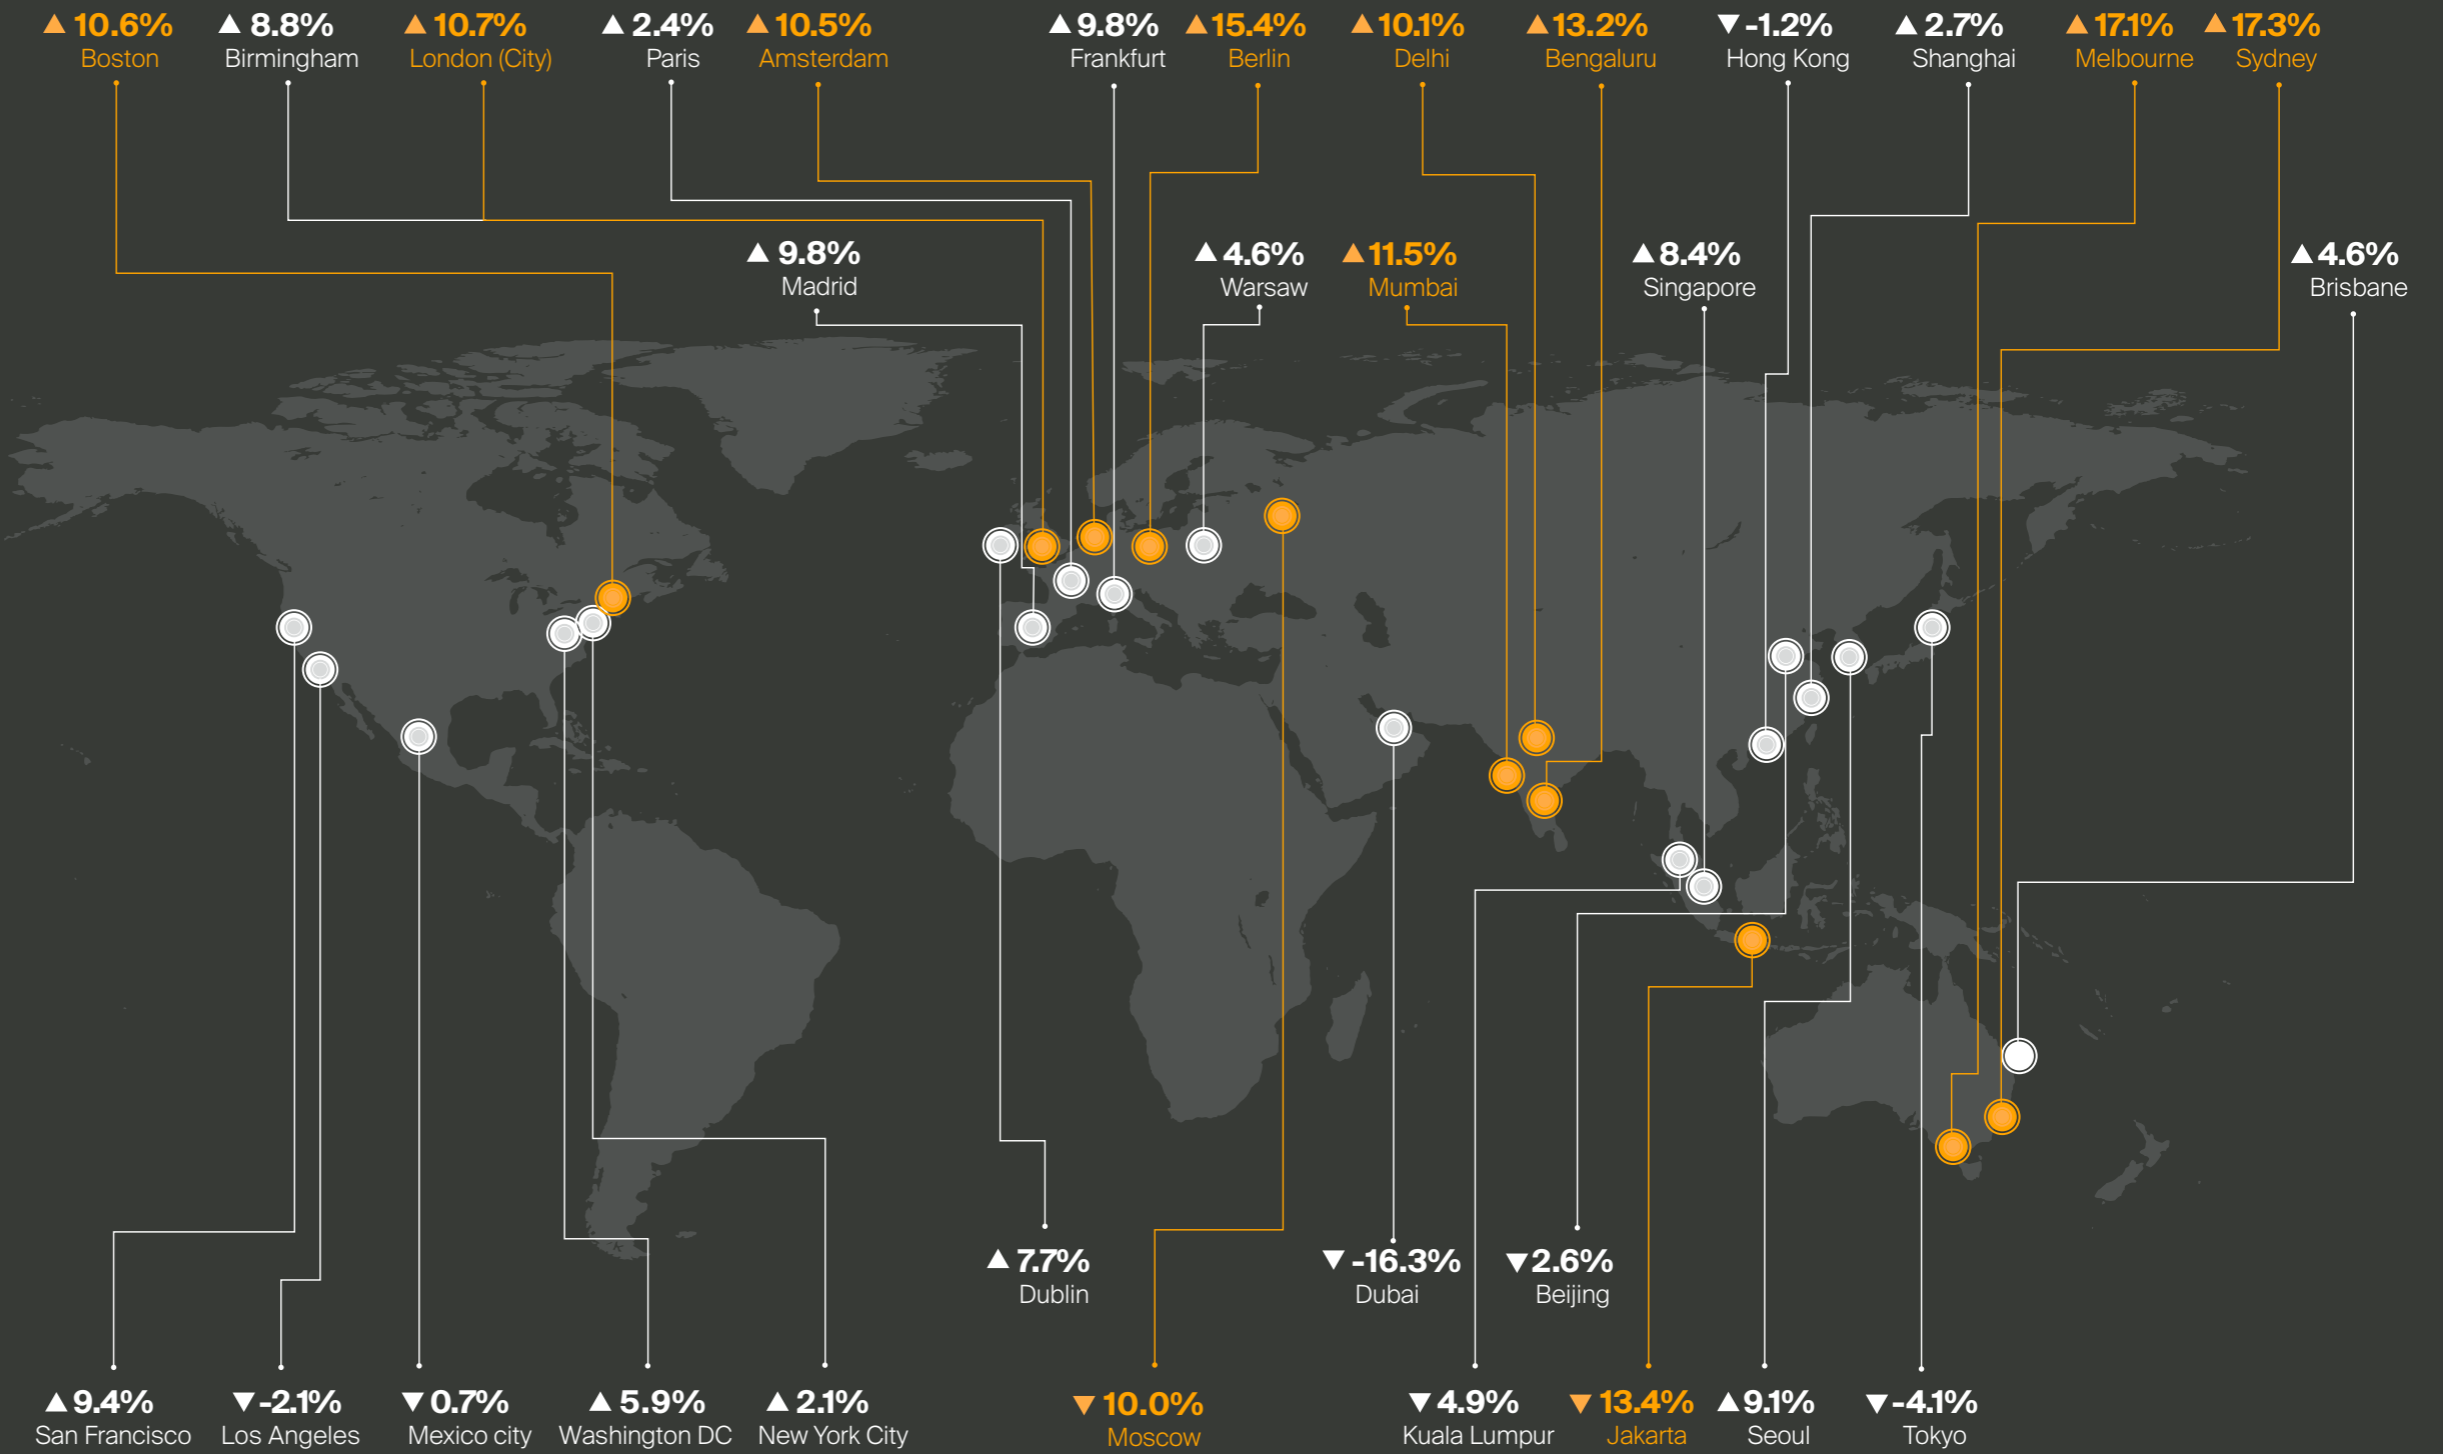 ▲ 10.6%
Boston
▲ 8.8%
Birmingham
▲ 10.7%
London (City)
▲ 2.4%
Paris
▲ 10.5%
Amsterdam
▲ 9.8%
Frankfurt
▲ 15.4%
Berlin
▲ 10.1%
Delhi
▲ 13.2%
Bengaluru
▼ -1.2%
Hong Kong
▲ 2.7%
Shanghai
▲ 17.1%
Melbourne
▲ 17.3%
Sydney
▲ 9.8%
Madrid
▲ 4.6%
Warsaw
▲ 11.5%
Mumbai
▲ 8.4%
Singapore
▲ 4.6%
Brisbane
▲ 7.7%
Dublin
▼ -16.3%
Dubai
▼ 2.6%
Beijing
▲ 9.4%
San Francisco
▼ -2.1%
Los Angeles
▼ 0.7%
Mexico city
▲ 5.9%
Washington DC
▲ 2.1%
New York City
▼ 10.0%
Moscow
▼ 4.9%
Kuala Lumpur
▼ 13.4%
Jakarta
▲ 9.1%
Seoul
▼ -4.1%
Tokyo